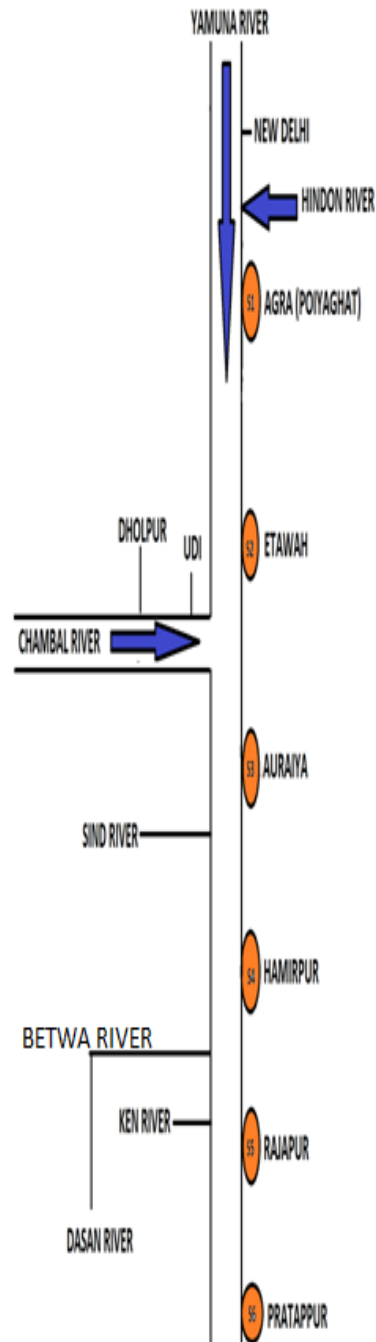 YAMUNA RIVER
NEW DELHI
HINDON RIVER
S1 AGRA (POIYAGHAT)
DHOLPUR
UDI
S2 ETAWAH
CHAMBAL RIVER
S3 AURAIYA
SIND RIVER
S4 HAMIRPUR
BETWA RIVER
KEN RIVER
S5 RAJAPUR
DASAN RIVER
S6 PRATAPPUR